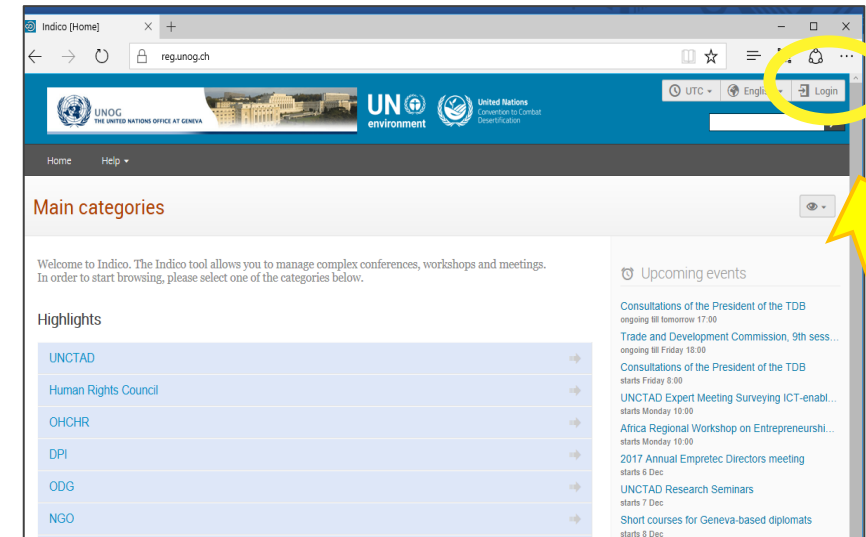 Indico [Home]
reg.unog.ch
UTC
English
Login
UNOG
THE UNITED NATIONS OFFICE AT GENEVA
UN
environment
United Nations
Convention to Combat
Desertification
Home Help
Main categories
Welcome to Indico. The Indico tool allows you to manage complex conferences, workshops and meetings.
In order to start browsing, please select one of the categories below.
Highlights
UNCTAD
Human Rights Council
OHCHR
DPI
ODG
NGO
Upcoming events
Consultations of the President of the TDB
ongoing till tomorrow 17:00
Trade and Development Commission, 9th sess...
ongoing till Friday 18:00
Consultations of the President of the TDB
starts Friday 8:00
UNCTAD Expert Meeting Surveying ICT-enabl...
starts Monday 10:00
Africa Regional Workshop on Entrepreneurshi...
starts Monday 10:00
2017 Annual Empretec Directors meeting
starts 6 Dec
UNCTAD Research Seminars
starts 7 Dec
Short courses for Geneva-based diplomats
starts 8 Dec